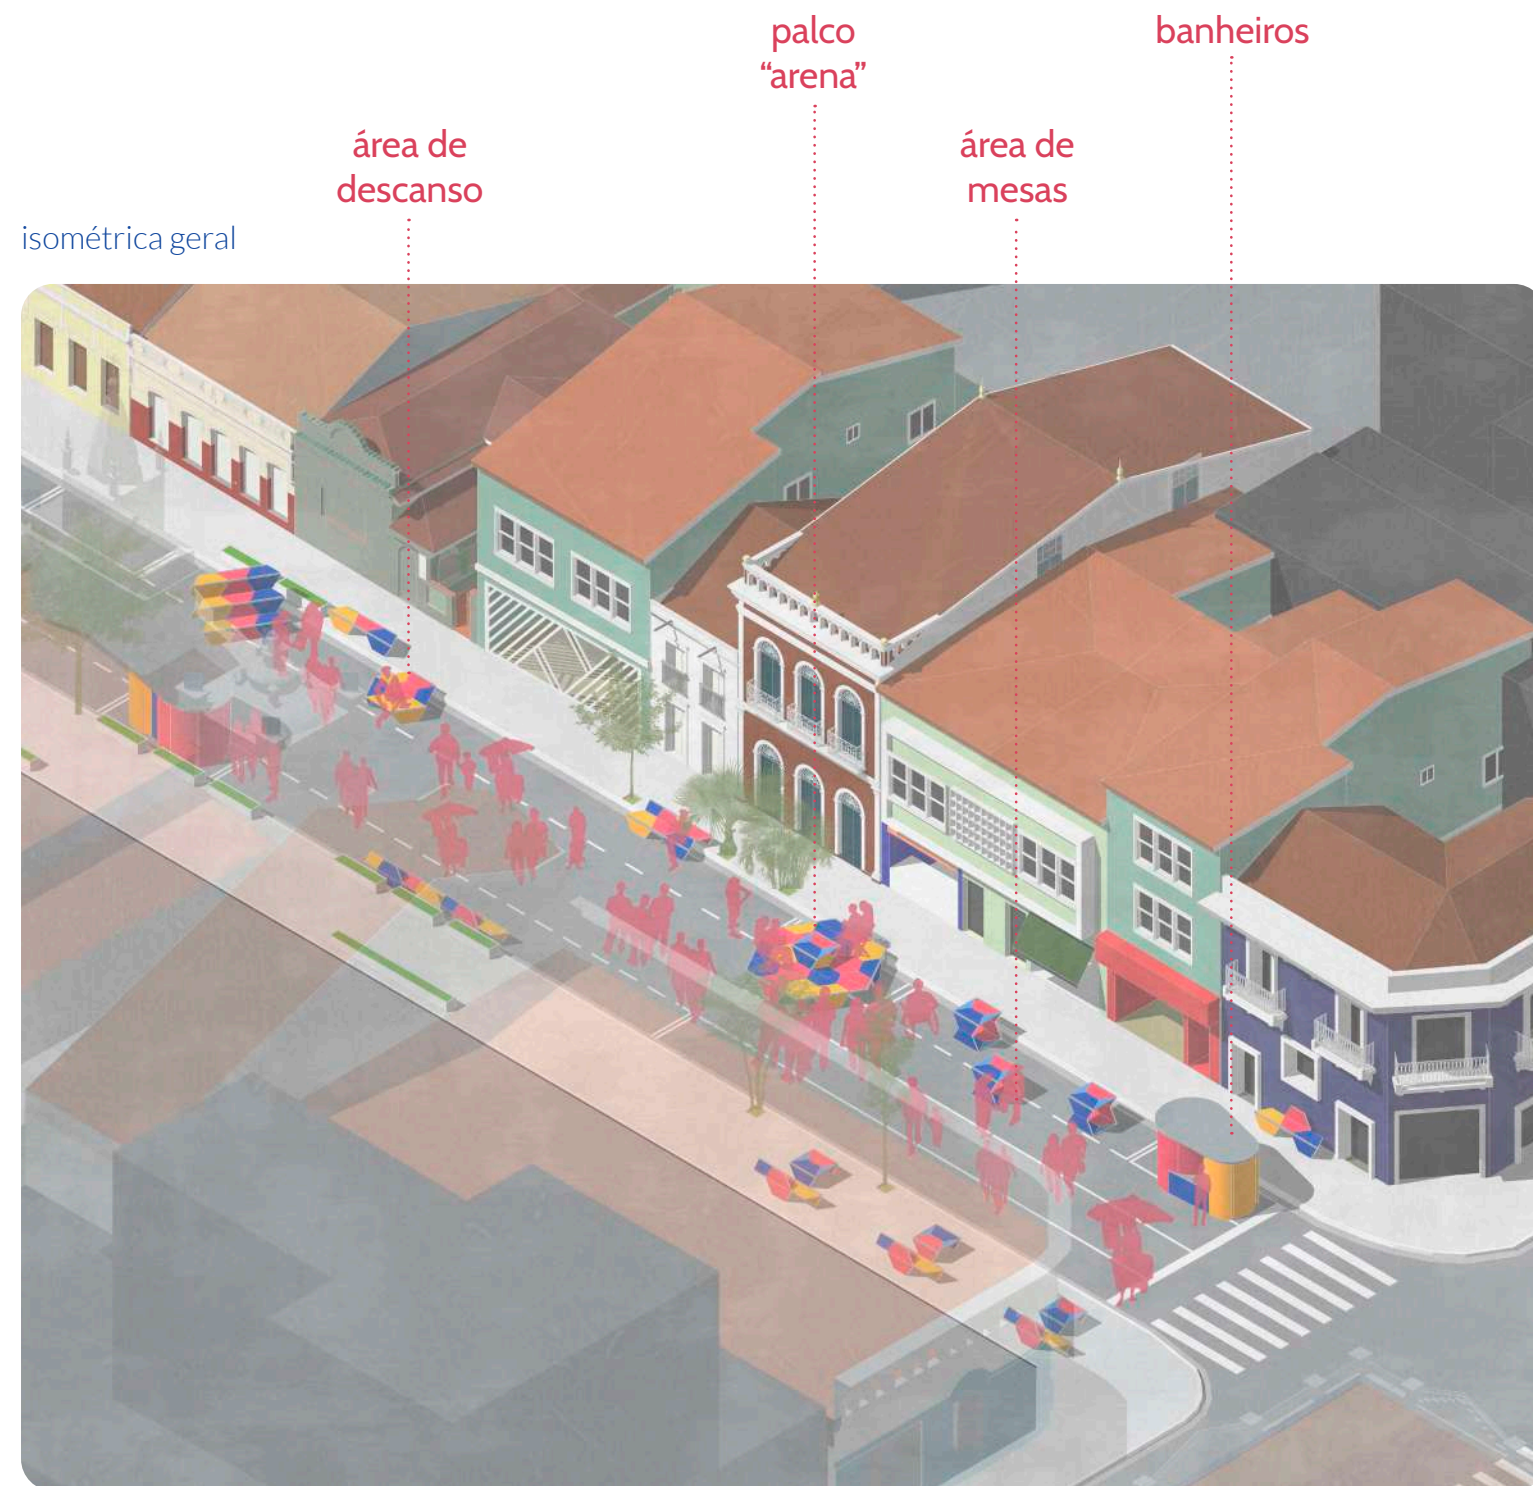 palco
“arena”
banheiros
área de
descanso
área de
mesas
isométrica geral